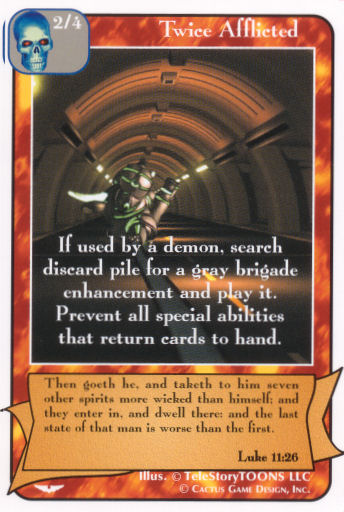 2/4
Twice Afflicted
If used by a demon, search
discard pile for a gray brigade
enhancement and play it.
Prevent all special abilities
that return cards to hand.
Then goeth he, and taketh to him seven
other spirits more wicked than himself; and
they enter in, and dwell there: and the last
state of that man is worse than the first.
Luke 11:26
Illus. © TeleStoryTOONS LLC
© Cactus Game Design, Inc.